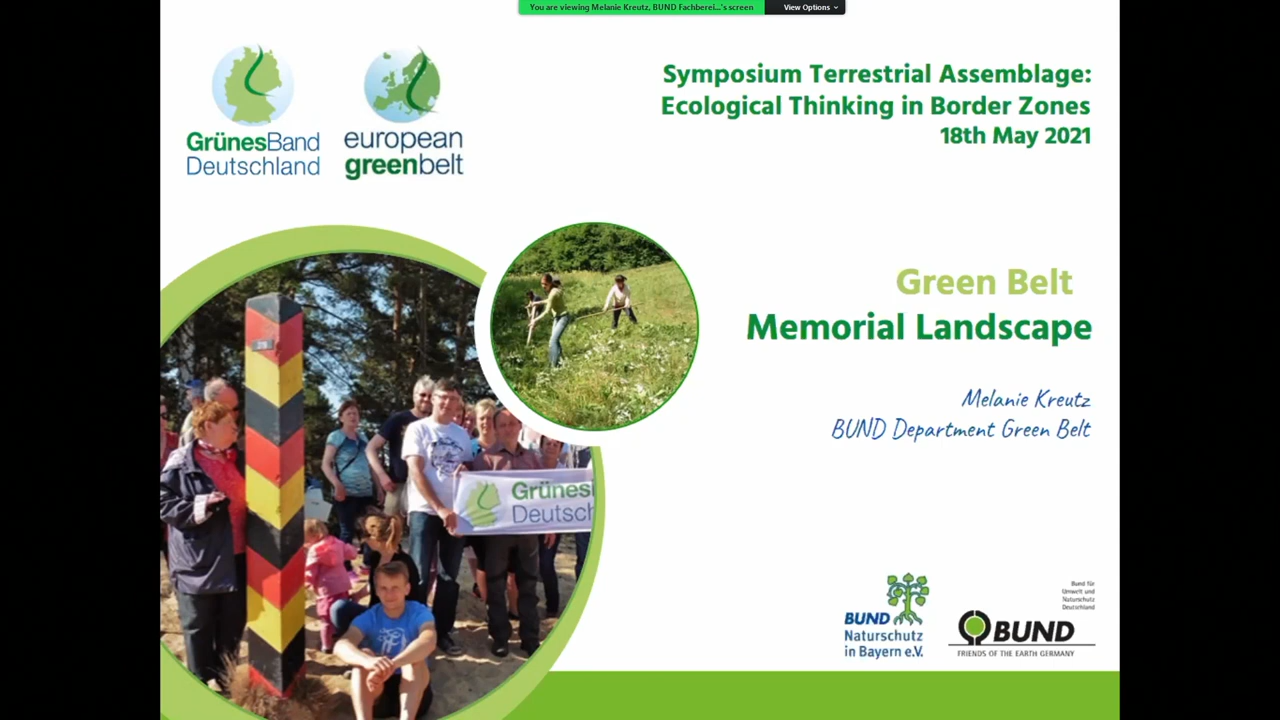 You are viewing Melanie Kreutz, BUND Fachberei...'s screen
View Options
GrünesBand
Deutschland
european
greenbelt
Symposium Terrestrial Assemblage:
Ecological Thinking in Border Zones
18th May 2021
Green Belt
Memorial Landscape
Melanie Kreutz
BUND Department Green Belt
Grünes
Deutsch
BUND
Naturschutz
in Bayern e.V.
Bund für
Umwelt und
Naturschutz
Deutschland
BUND
FRIENDS OF THE EARTH GERMANY